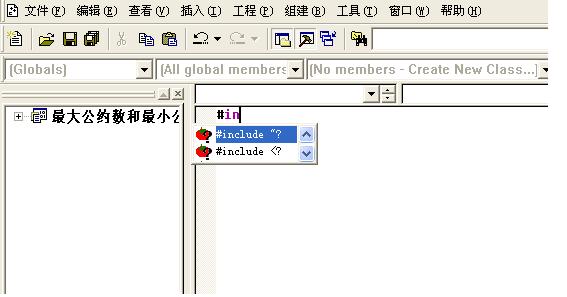 文件(F) 编辑(E) 查看(V) 插入(I) 工程(P) 组建(B) 工具(T) 窗口(W) 帮助(H)
(Globals) (All global members (No members - Create New Class...)
最大公约数和最小公
#in
#include "?
#include <?